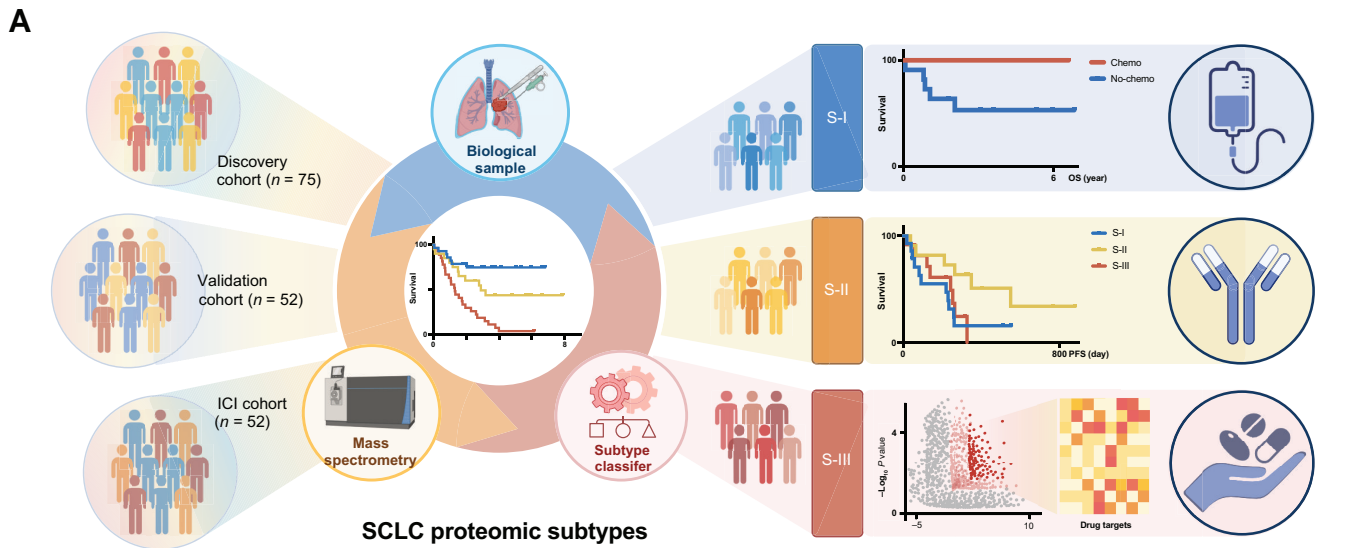 A
Discovery
cohort (n = 75)
Validation
cohort (n = 52)
ICI cohort
(n = 52)
Biological
sample
100
Survival
0
0
8
Mass
spectrometry
Subtype
classifer
SCLC proteomic subtypes
S-I
100
Survival
0
0
6
OS (year)
Chemo
No-chemo
S-II
100
Survival
0
0
800 PFS (day)
S-I
S-II
S-III
S-III
4
–Log₁₀ P value
0
–5
10
Drug targets